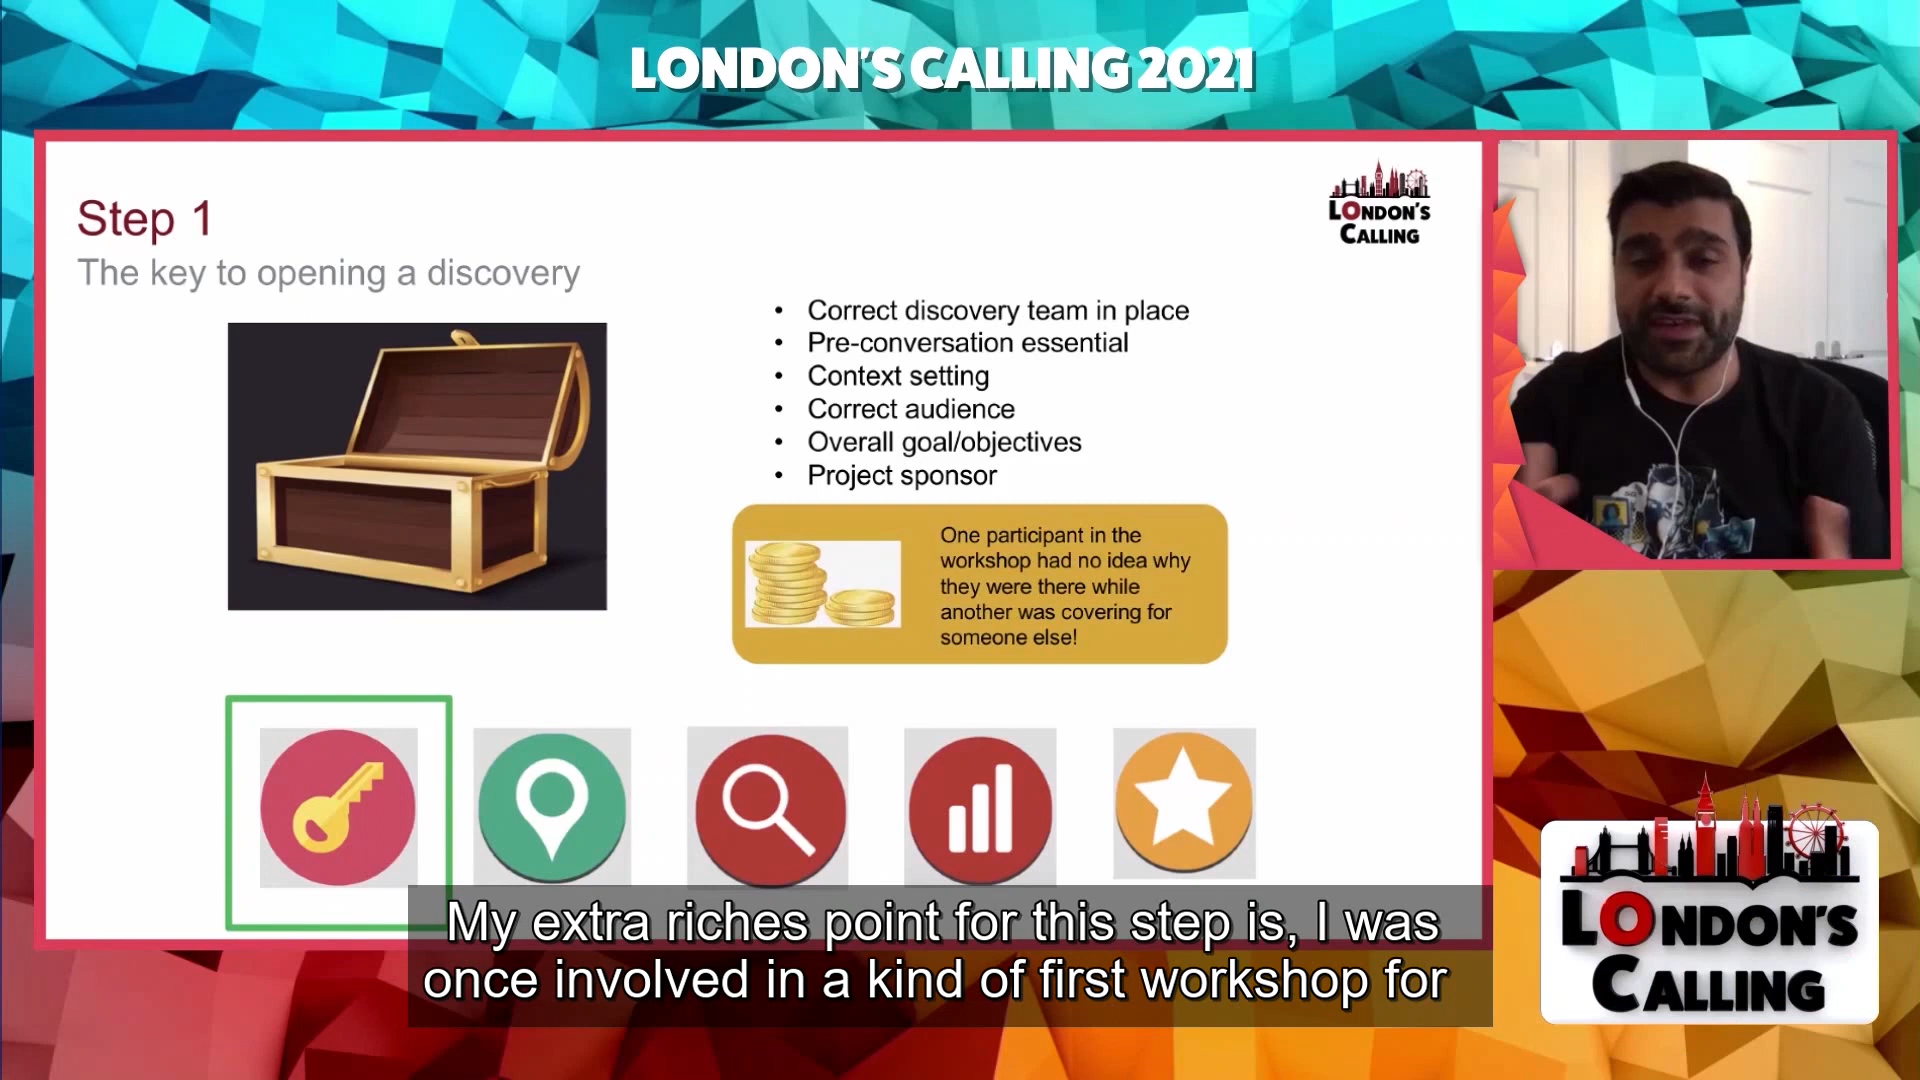 LONDON'S CALLING 2021
Step 1
The key to opening a discovery
LONDON'S
CALLING
• Correct discovery team in place
• Pre-conversation essential
• Context setting
• Correct audience
• Overall goal/objectives
• Project sponsor
One participant in the
workshop had no idea why
they were there while
another was covering for
someone else!
My extra riches point for this step is, I was
once involved in a kind of first workshop for
LONDON'S
CALLING